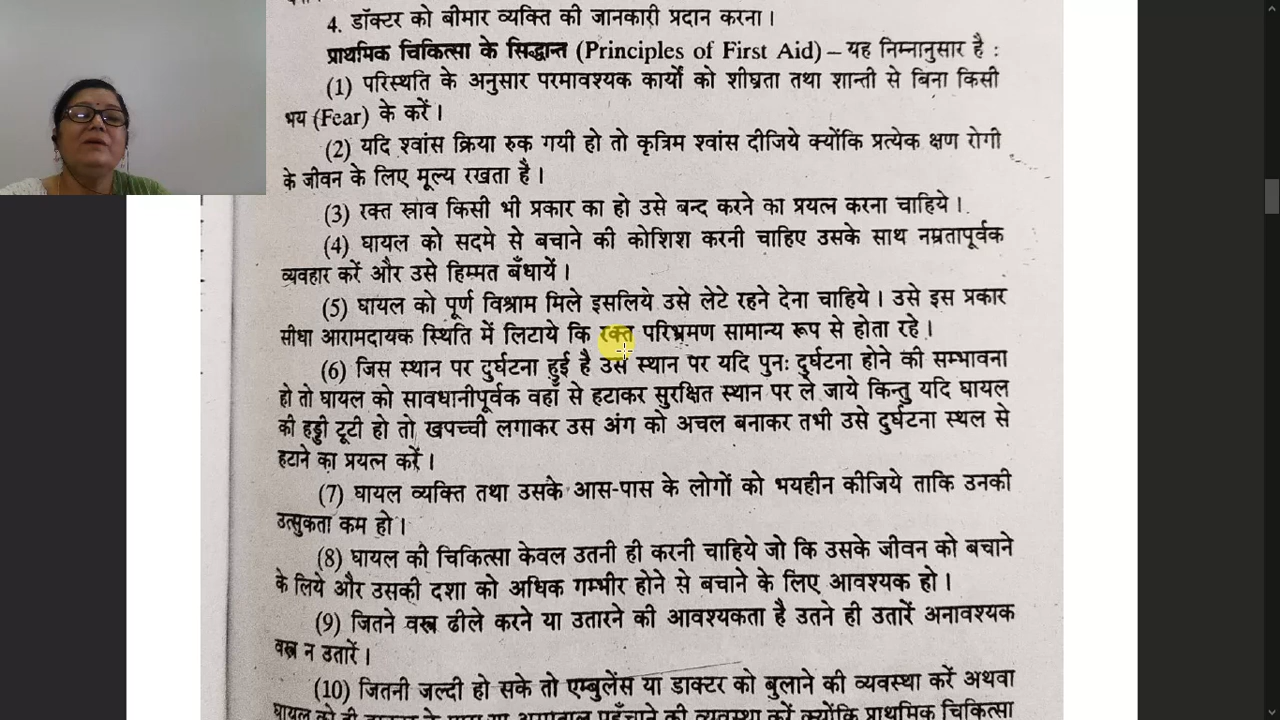 4. डॉक्टर को बीमार व्यक्ति की जानकारी प्रदान करना।
प्राथमिक चिकित्सा के सिद्धान्त (Principles of First Aid) – यह निम्नानुसार है :
(1) परिस्थति के अनुसार परमावश्यक कार्यों को शीघ्रता तथा शान्ती से बिना किसी
भय (Fear) के करें।
(2) यदि श्वांस क्रिया रुक गयी हो तो कृत्रिम श्वांस दीजिये क्योंकि प्रत्येक क्षण रोगी
के जीवन के लिए मूल्य रखता है।
(3) रक्त स्राव किसी भी प्रकार का हो उसे बन्द करने का प्रयत्न करना चाहिये।
(4) घायल को सदमे से बचाने की कोशिश करनी चाहिए उसके साथ नम्रतापूर्वक
व्यवहार करें और उसे हिम्मत बँधायें।
(5) घायल को पूर्ण विश्राम मिले इसलिये उसे लेटे रहने देना चाहिये। उसे इस प्रकार
सीधा आरामदायक स्थिति में लिटाये कि रक्त परिभ्रमण सामान्य रूप से होता रहे।
(6) जिस स्थान पर दुर्घटना हुई है उस स्थान पर यदि पुनः दुर्घटना होने की सम्भावना
हो तो घायल को सावधानीपूर्वक वहाँ से हटाकर सुरक्षित स्थान पर ले जाये किन्तु यदि घायल
की हड्डी टूटी हो तो खपच्ची लगाकर उस अंग को अचल बनाकर तभी उसे दुर्घटना स्थल से
हटाने का प्रयत्न करें।
(7) घायल व्यक्ति तथा उसके आस-पास के लोगों को भयहीन कीजिये ताकि उनकी
उत्सुकता कम हो।
(8) घायल की चिकित्सा केवल उतनी ही करनी चाहिये जो कि उसके जीवन को बचाने
के लिये और उसकी दशा को अधिक गम्भीर होने से बचाने के लिए आवश्यक हो।
(9) जितने वस्त्र ढीले करने या उतारने की आवश्यकता है उतने ही उतारें अनावश्यक
वस्त्र न उतारें।
(10) जितनी जल्दी हो सके तो एम्बुलेंस या डाक्टर को बुलाने की व्यवस्था करें अथवा
पहुँचाने की व्यवस्था करें क्योंकि प्राथमिक चिकित्सा